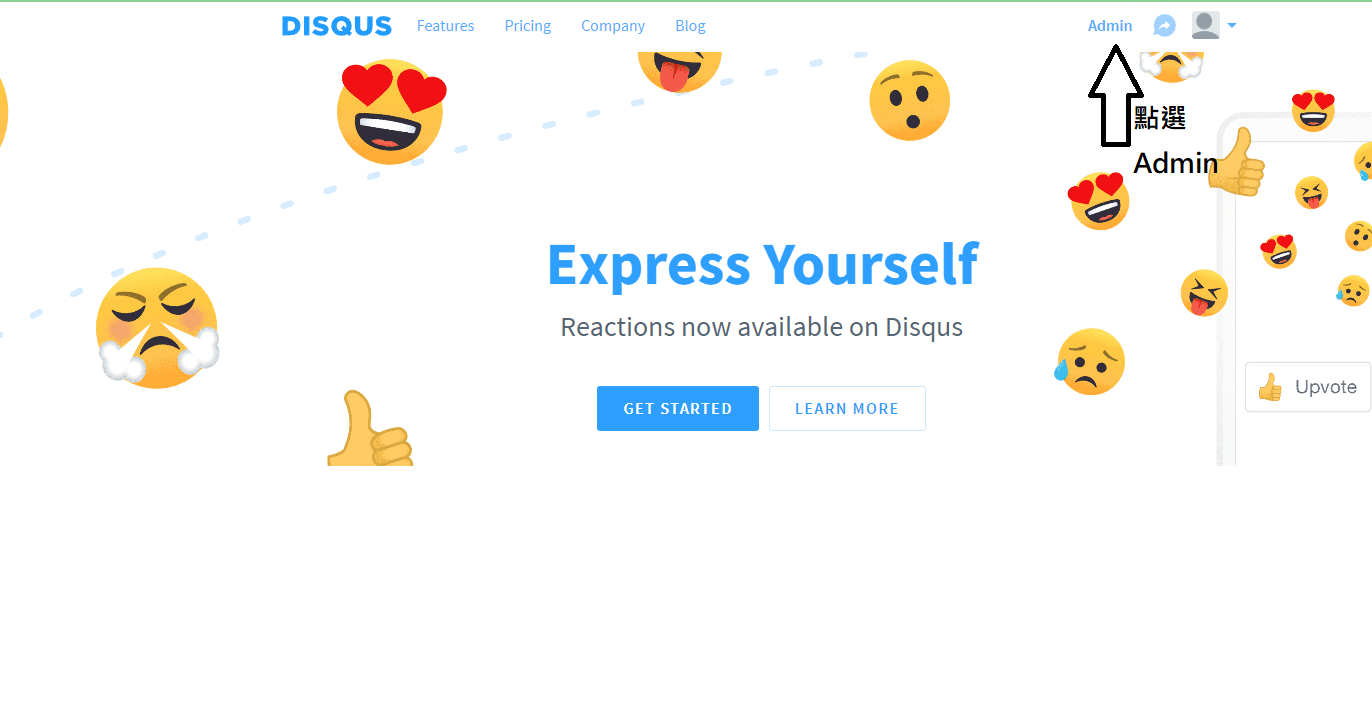 DISQUS Features Pricing Company Blog Admin
點選
Admin
Express Yourself
Reactions now available on Disqus
GET STARTED LEARN MORE
Upvote